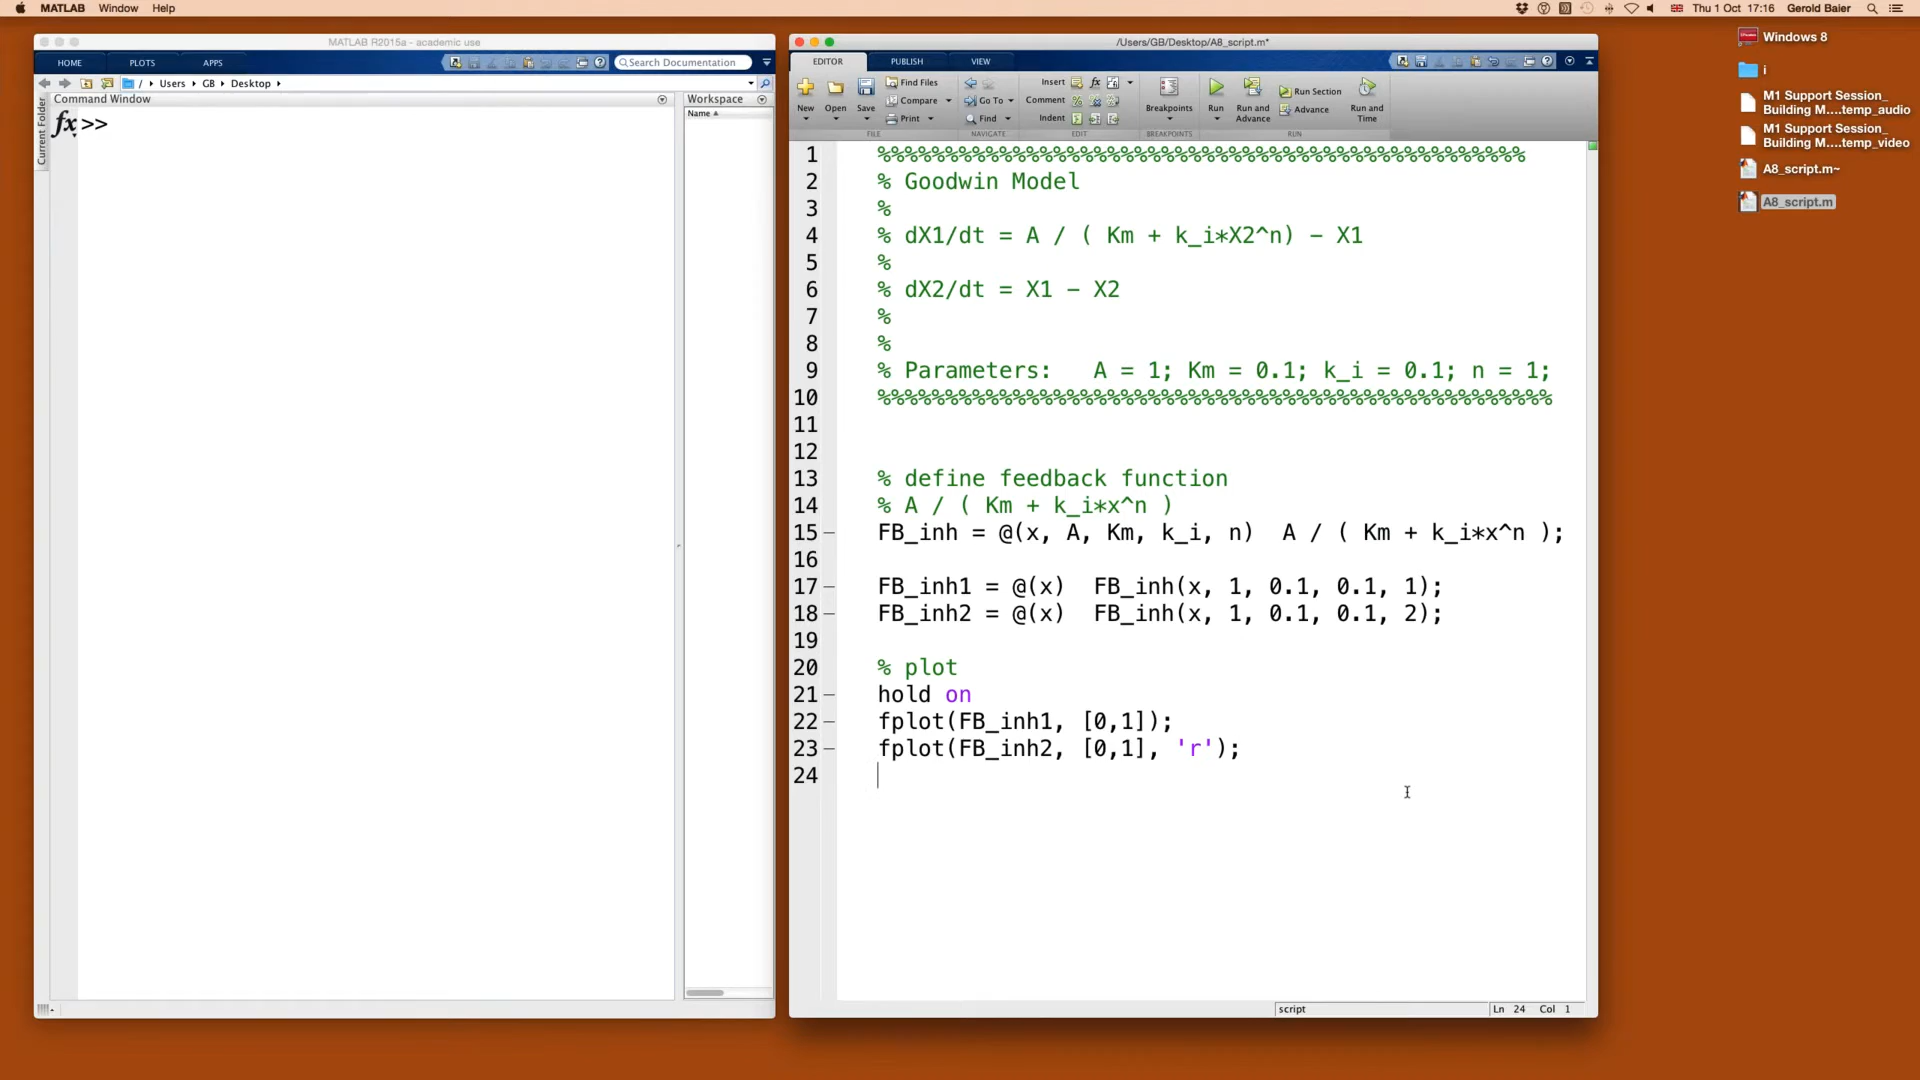 MATLAB Window Help
Thu 1 Oct 17:16 Gerold Baier
MATLAB R2015a - academic use
HOME PLOTS APPS
Search Documentation
/ Users GB Desktop
Current Folder
Command Window
fx >>
Workspace
Name
/Users/GB/Desktop/A8_script.m*
EDITOR PUBLISH VIEW
New Open Save
Find Files
Compare
Print
Go To
Find
Insert
Comment
Indent
fx
Breakpoints
Run
Run and Advance
Run Section
Advance
Run and Time
FILE NAVIGATE EDIT BREAKPOINTS RUN
1 %%%%%%%%%%%%%%%%%%%%%%%%%%%%%%%%%%%%%%%%%%%%%%%%
2 % Goodwin Model
3 %
4 % dX1/dt = A / ( Km + k_i*X2^n) - X1
5 %
6 % dX2/dt = X1 - X2
7 %
8 %
9 % Parameters: A = 1; Km = 0.1; k_i = 0.1; n = 1;
10 %%%%%%%%%%%%%%%%%%%%%%%%%%%%%%%%%%%%%%%%%%%%%%%%%%
11
12
13 % define feedback function
14 % A / ( Km + k_i*x^n )
15 FB_inh = @(x, A, Km, k_i, n) A / ( Km + k_i*x^n );
16
17 FB_inh1 = @(x) FB_inh(x, 1, 0.1, 0.1, 1);
18 FB_inh2 = @(x) FB_inh(x, 1, 0.1, 0.1, 2);
19
20 % plot
21 hold on
22 fplot(FB_inh1, [0,1]);
23 fplot(FB_inh2, [0,1], 'r');
24
script
Ln 24 Col 1
Windows 8
i
M1 Support Session_
Building M....temp_audio
M1 Support Session_
Building M....temp_video
A8_script.m~
A8_script.m